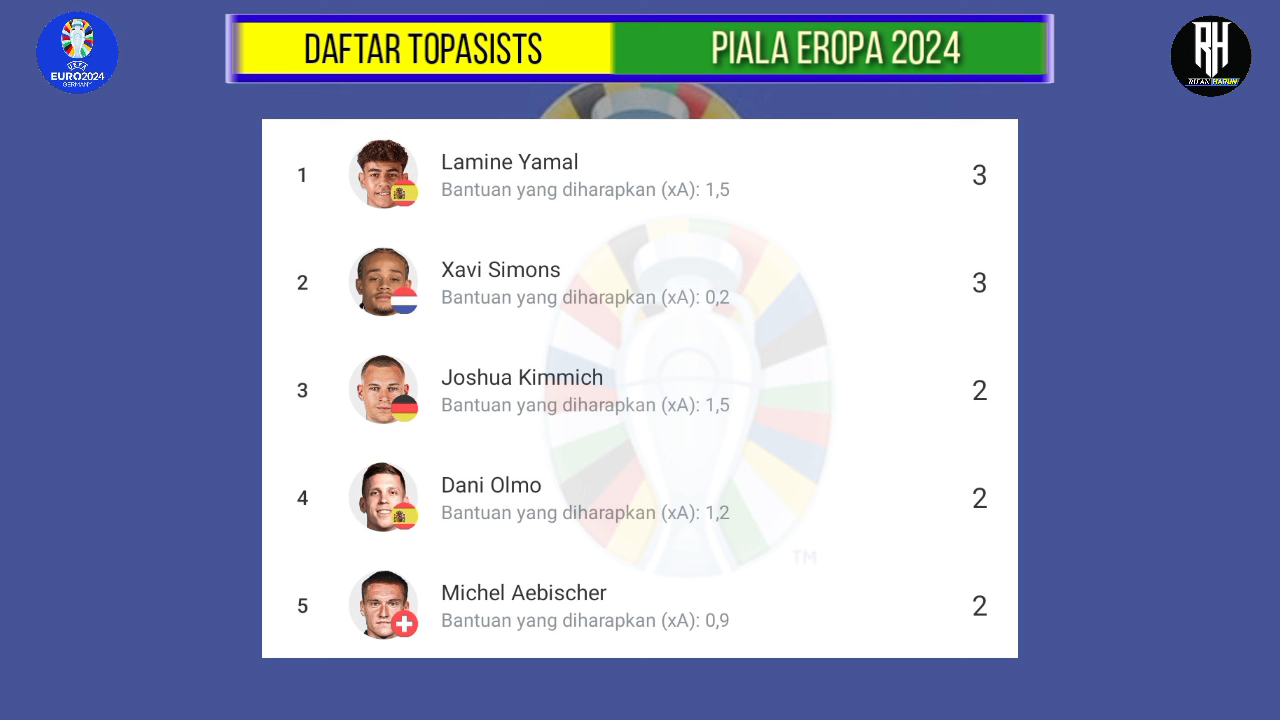 UEFA
EURO2024
GERMANY
DAFTAR TOPASISTS
PIALA EROPA 2024
RH
1
Lamine Yamal
Bantuan yang diharapkan (xA): 1,5
3
2
Xavi Simons
Bantuan yang diharapkan (xA): 0,2
3
3
Joshua Kimmich
Bantuan yang diharapkan (xA): 1,5
2
4
Dani Olmo
Bantuan yang diharapkan (xA): 1,2
2
TM
5
Michel Aebischer
Bantuan yang diharapkan (xA): 0,9
2